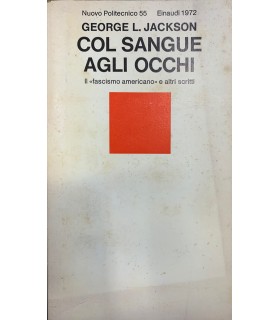 Nuovo Politecnico 55 Einaudi 1972
GEORGE L. JACKSON
COL SANGUE
AGLI OCCHI
Il «fascismo americano» e altri scritti